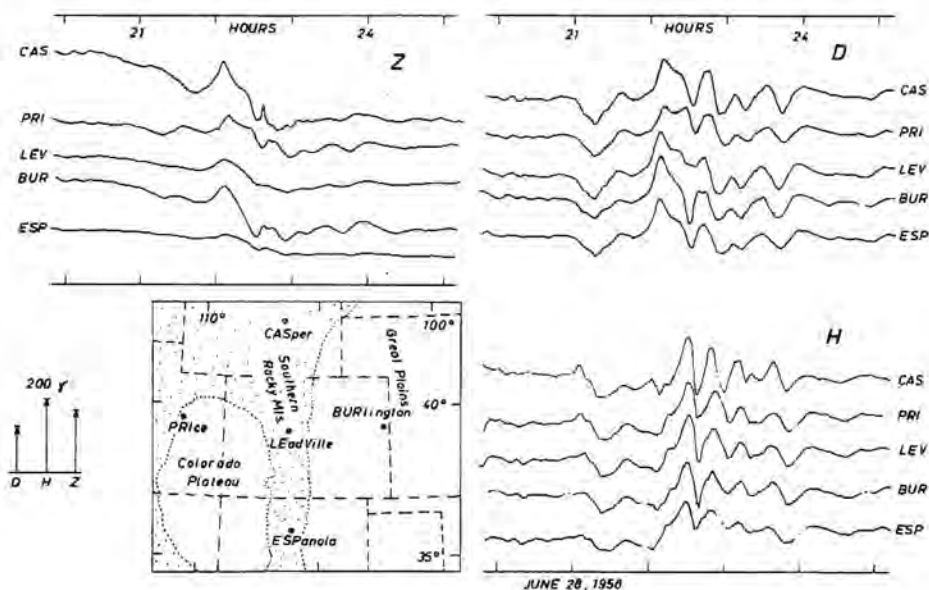 HOURS
21
24
Z
CAS
PRI
LEV
BUR
ESP
HOURS
21
24
D
CAS
PRI
LEV
BUR
ESP
200 γ
D H Z
110°
100°
CASper
Southern
Rocky Mts.
Great Plains
40°
PRIce
BURlington
LEadVille
Colorado
Plateau
ESPanola
35°
H
CAS
PRI
LEV
BUR
ESP
JUNE 28, 1956